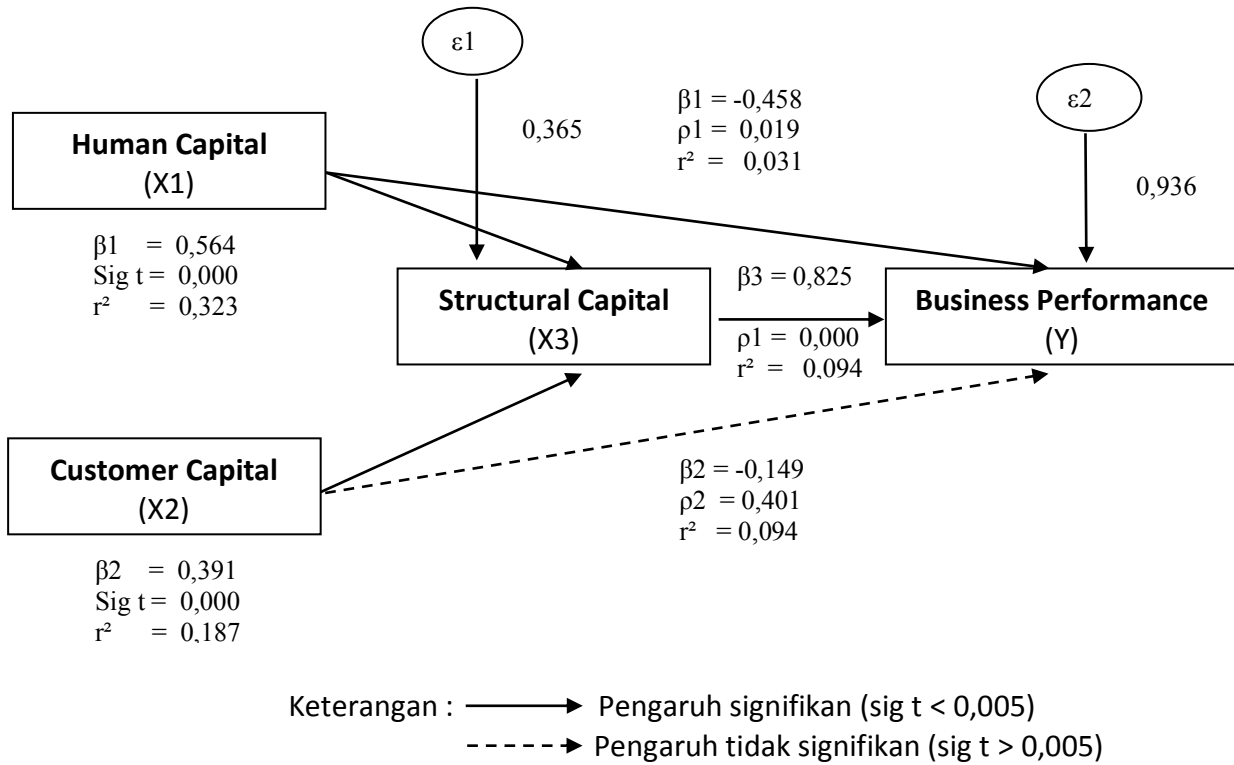 ε1
ε2
β1 = -0,458
ρ1 = 0,019
r² = 0,031
0,365
0,936
Human Capital
(X1)
β1 = 0,564
Sig t = 0,000
r² = 0,323
Structural Capital
(X3)
β3 = 0,825
ρ1 = 0,000
r² = 0,094
Business Performance
(Y)
Customer Capital
(X2)
β2 = -0,149
ρ2 = 0,401
r² = 0,094
β2 = 0,391
Sig t = 0,000
r² = 0,187
Keterangan : Pengaruh signifikan (sig t < 0,005)
Pengaruh tidak signifikan (sig t > 0,005)